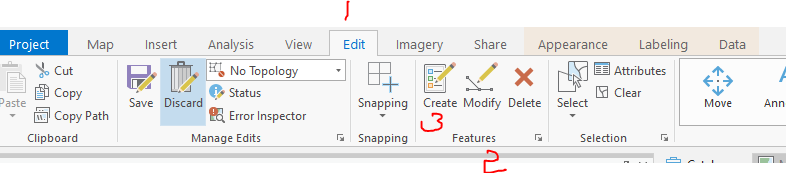 1
Project Map Insert Analysis View Edit Imagery Share Appearance Labeling Data
Paste Cut Copy Copy Path
Save Discard No Topology Status Error Inspector
Snapping
Create Modify Delete
Select Attributes Clear
Move
3
Clipboard Manage Edits Snapping Features Selection
2